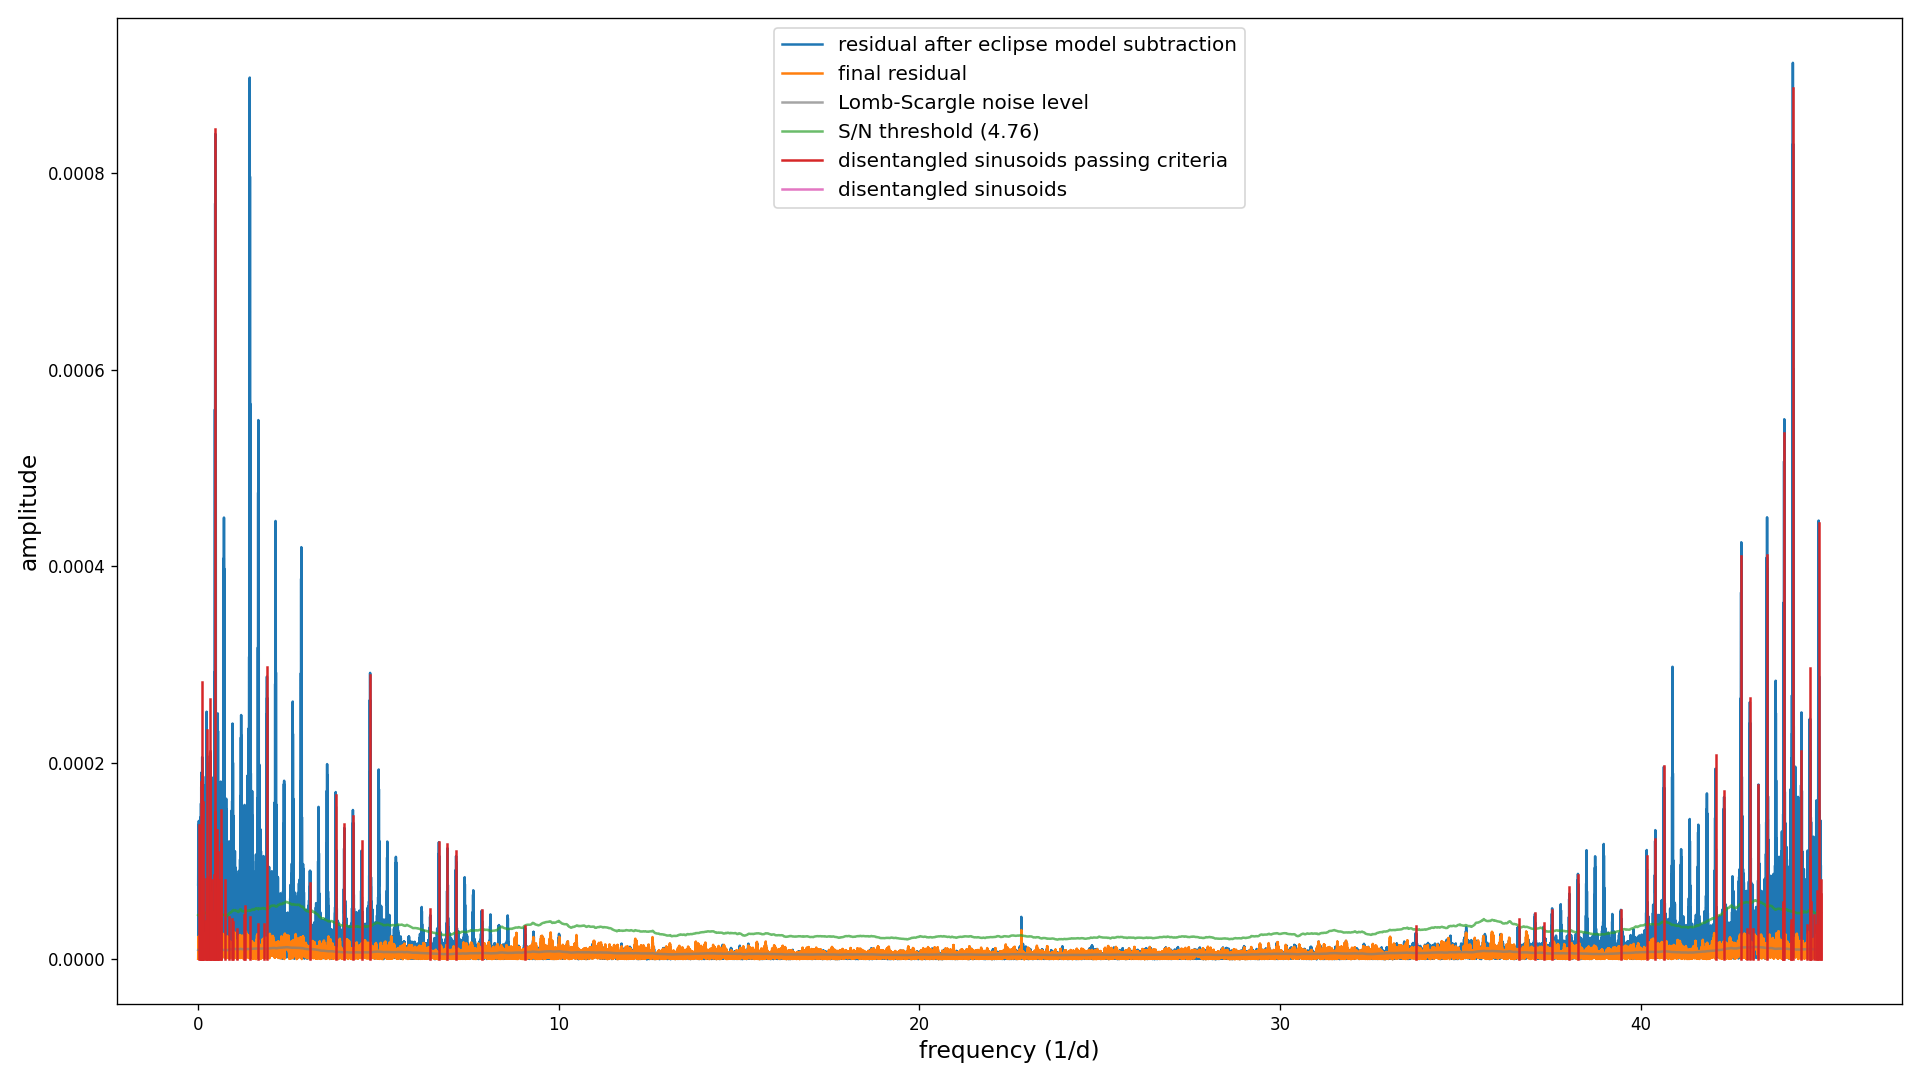 residual after eclipse model subtraction
final residual
Lomb-Scargle noise level
S/N threshold (4.76)
disentangled sinusoids passing criteria
disentangled sinusoids
amplitude
0.0008
0.0006
0.0004
0.0002
0.0000
0 10 20 30 40
frequency (1/d)